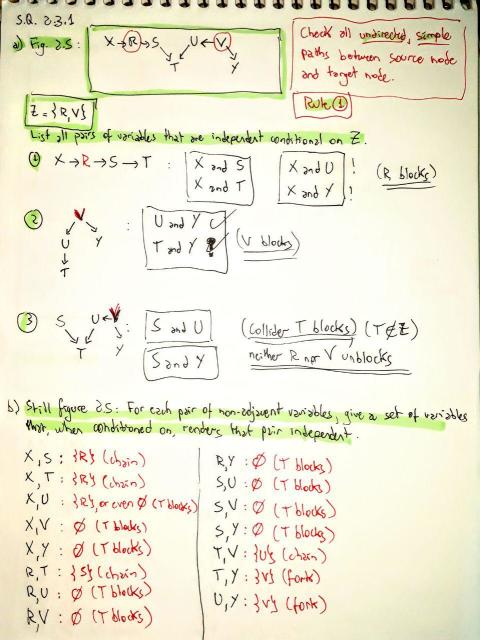 S.Q. 2.3.1
a) Fig. 2.5 :
X → R → S U ← V
T Y
Check all undirected, simple
paths between source node
and target node.
Rule ①
Z = {R,V}
List all pairs of variables that are independent conditional on Z.
① X → R → S → T : X and S X and U !
X and T X and Y !
(R blocks)
② V : U and Y
U Y T and Y (V blocks)
T
③ S U V : S and U (collider T blocks) (T∉Z)
T Y S and Y neither R nor V unblocks
b) Still figure 2.5: For each pair of non-adjacent variables, give a set of variables
that, when conditioned on, renders that pair independent.
X, S : {R} (chain)
X, T : {R} (chain)
X, U : {R}, or even ∅ (T blocks)
X, V : ∅ (T blocks)
X, Y : ∅ (T blocks)
R, T : {S} (chain)
R, U : ∅ (T blocks)
R, V : ∅ (T blocks)
R, Y : ∅ (T blocks)
S, U : ∅ (T blocks)
S, V : ∅ (T blocks)
S, Y : ∅ (T blocks)
T, V : {U} (chain)
T, Y : {V} (fork)
U, Y : {V} (fork)